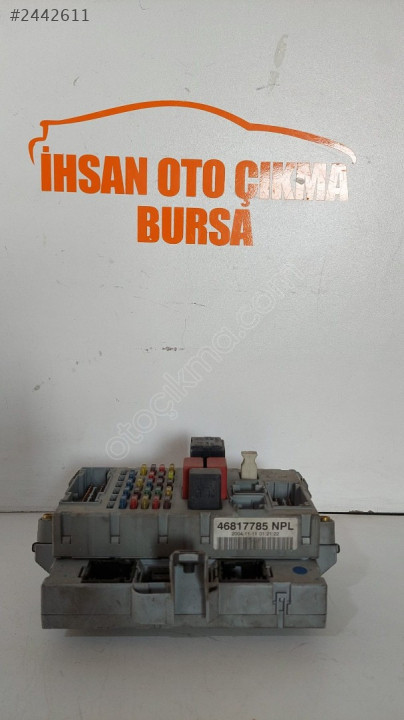 #2442611
İHSAN OTO ÇIKMA
BURSA
otoçıkma.com
46817785 NPL